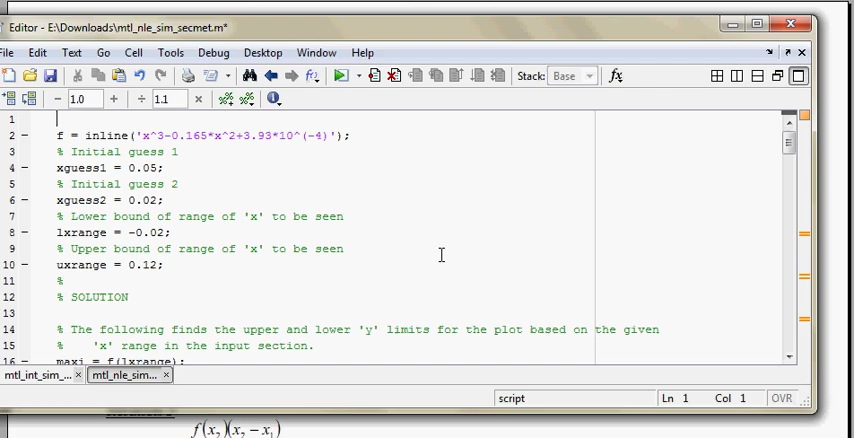 Editor - E:\Downloads\mtl_nle_sim_secmet.m*
File Edit Text Go Cell Tools Debug Desktop Window Help
Stack: Base fx
− 1.0 + ÷ 1.1 ×
1
2 − f = inline('x^3-0.165*x^2+3.93*10^(-4)');
3 % Initial guess 1
4 − xguess1 = 0.05;
5 % Initial guess 2
6 − xguess2 = 0.02;
7 % Lower bound of range of 'x' to be seen
8 − lxrange = -0.02;
9 % Upper bound of range of 'x' to be seen
10 − uxrange = 0.12;
11 %
12 % SOLUTION
13
14 % The following finds the upper and lower 'y' limits for the plot based on the given
15 % 'x' range in the input section.
16 − maxi = f(lxrange);
mtl_int_sim_... × mtl_nle_sim... ×
script Ln 1 Col 1 OVR
f(x₂)(x₂ − x₁)